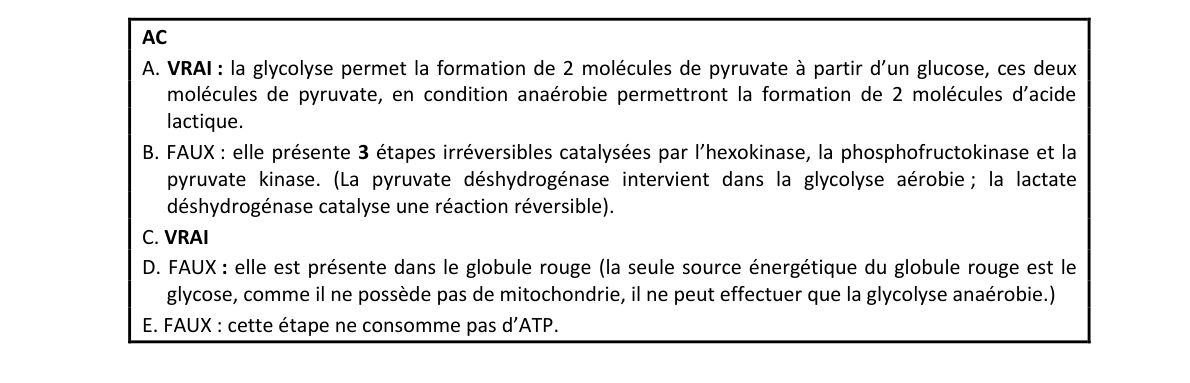 AC
A. VRAI : la glycolyse permet la formation de 2 molécules de pyruvate à partir d’un glucose, ces deux
molécules de pyruvate, en condition anaérobie permettront la formation de 2 molécules d’acide
lactique.
B. FAUX : elle présente 3 étapes irréversibles catalysées par l’hexokinase, la phosphofructokinase et la
pyruvate kinase. (La pyruvate déshydrogénase intervient dans la glycolyse aérobie ; la lactate
déshydrogénase catalyse une réaction réversible).
C. VRAI
D. FAUX : elle est présente dans le globule rouge (la seule source énergétique du globule rouge est le
glycose, comme il ne possède pas de mitochondrie, il ne peut effectuer que la glycolyse anaérobie.)
E. FAUX : cette étape ne consomme pas d’ATP.